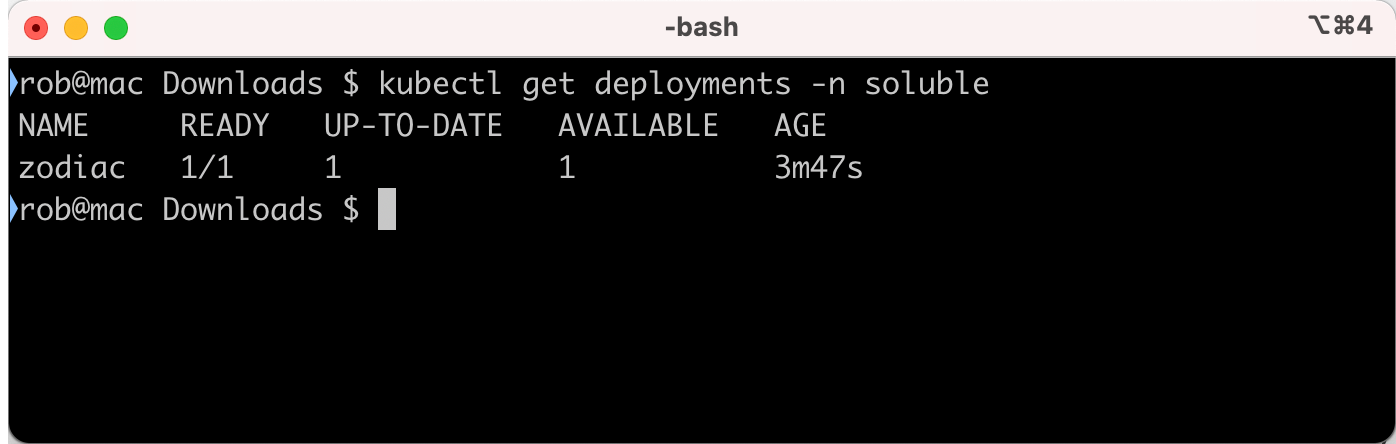 -bash ⌥⌘4
rob@mac Downloads $ kubectl get deployments -n soluble
NAME     READY   UP-TO-DATE   AVAILABLE   AGE
zodiac   1/1     1            1           3m47s
rob@mac Downloads $